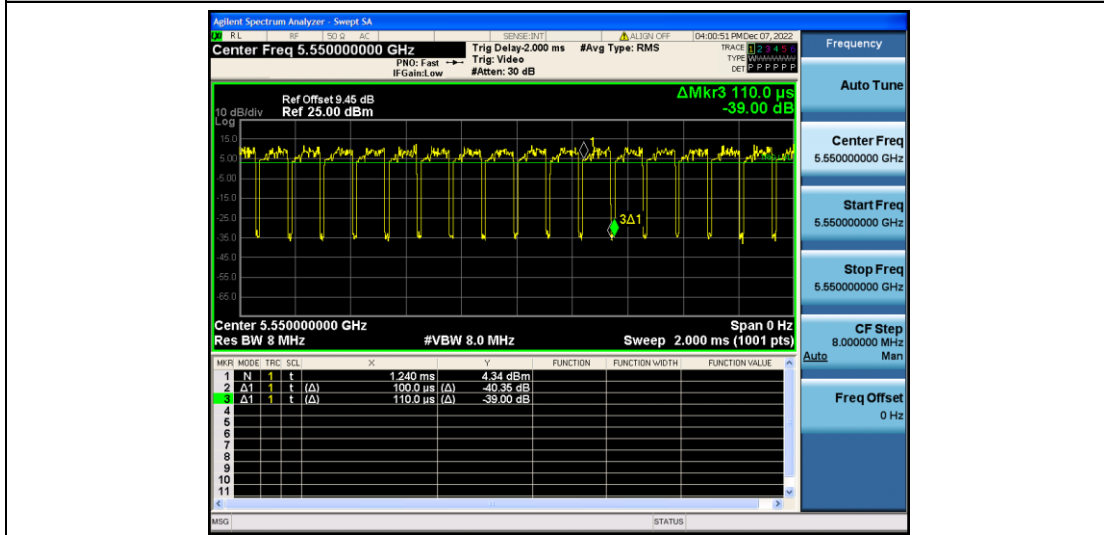 Agilent Spectrum Analyzer - Swept SA
RL RF 50 Ω AC SENSE:INT ALIGN OFF 04:00:51 PM Dec 07, 2022
Center Freq 5.550000000 GHz Trig Delay-2.000 ms #Avg Type: RMS TRACE 1 2 3 4 5 6
PNO: Fast Trig: Video TYPE
IFGain:Low #Atten: 30 dB DET P P P P P P
ΔMkr3 110.0 µs
-39.00 dB
Ref Offset 9.45 dB
10 dB/div Ref 25.00 dBm
Log
15.0
5.00
-5.00
-15.0
-25.0
-35.0
-45.0
-55.0
-65.0
1
3Δ1
Center 5.550000000 GHz Span 0 Hz
Res BW 8 MHz #VBW 8.0 MHz Sweep 2.000 ms (1001 pts)
MKR MODE TRC SCL X Y FUNCTION FUNCTION WIDTH FUNCTION VALUE
1 N 1 t 1.240 ms 4.34 dBm
2 Δ1 1 t (Δ) 100.0 µs (Δ) -40.35 dB
3 Δ1 1 t (Δ) 110.0 µs (Δ) -39.00 dB
4
5
6
7
8
9
10
11
MSG STATUS
Frequency
Auto Tune
Center Freq
5.550000000 GHz
Start Freq
5.550000000 GHz
Stop Freq
5.550000000 GHz
CF Step
8.000000 MHz
Auto Man
Freq Offset
0 Hz